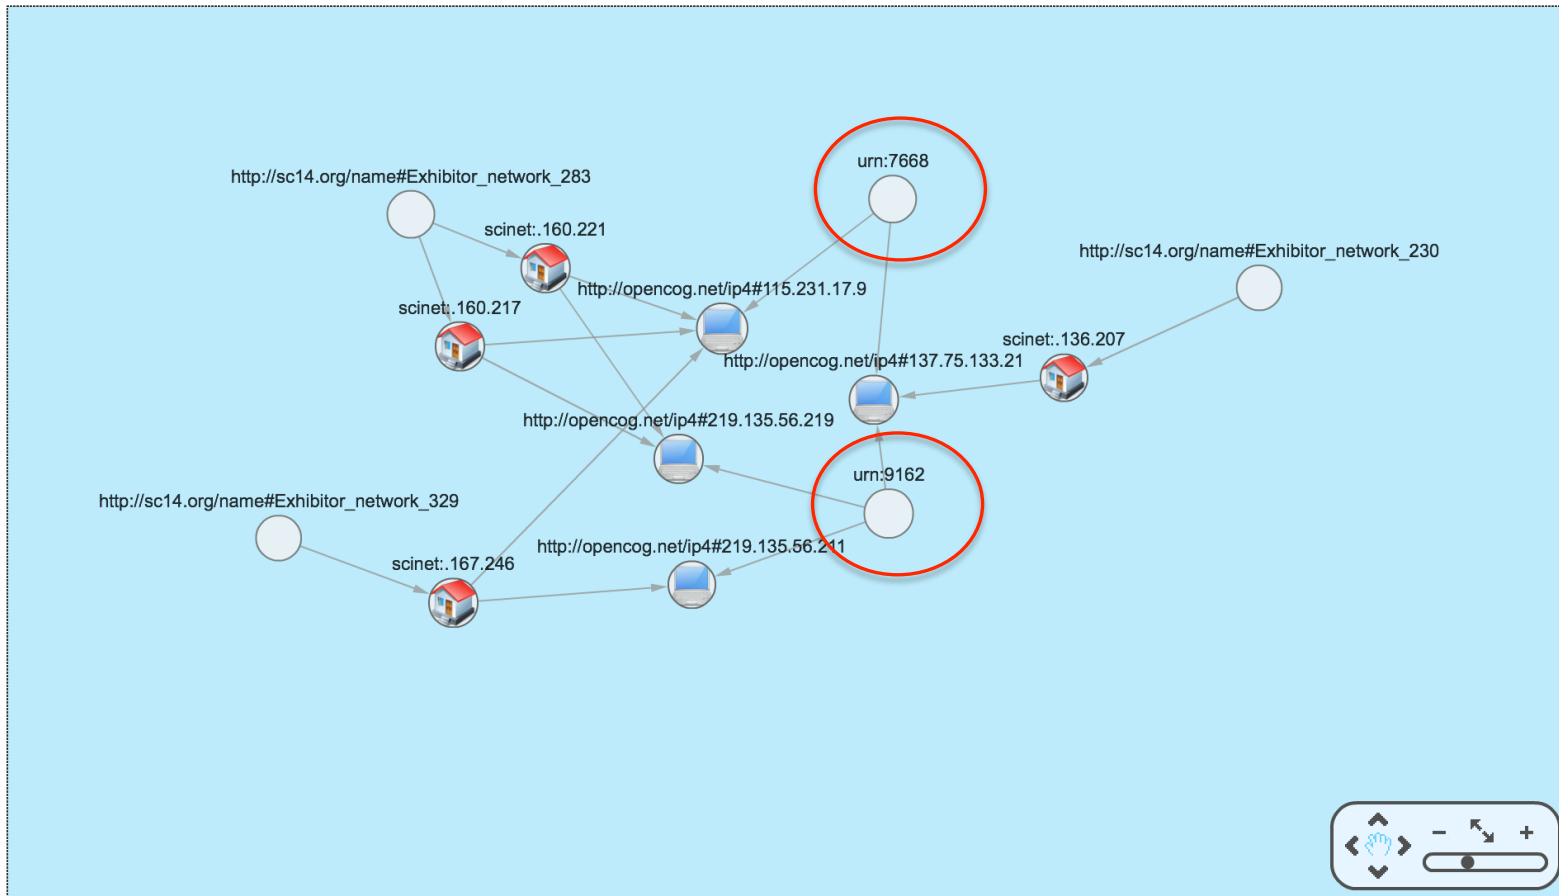 urn:7668
http://sc14.org/name#Exhibitor_network_283
scinet:.160.221
http://sc14.org/name#Exhibitor_network_230
http://opencog.net/ip4#115.231.17.9
scinet:.160.217
scinet:.136.207
http://opencog.net/ip4#137.75.133.21
http://opencog.net/ip4#219.135.56.219
urn:9162
http://sc14.org/name#Exhibitor_network_329
http://opencog.net/ip4#219.135.56.211
scinet:.167.246